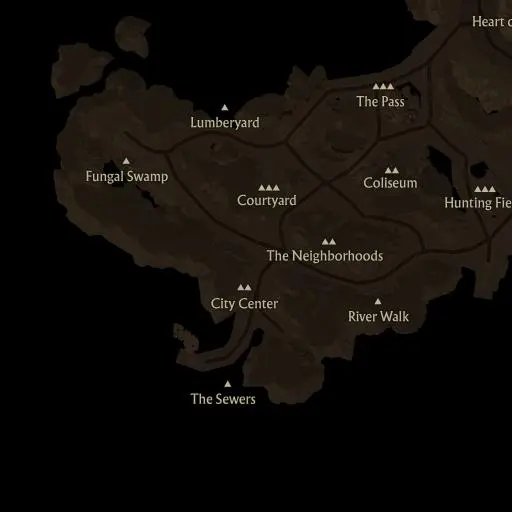 Heart o
The Pass
Lumberyard
Fungal Swamp
Coliseum
Courtyard
Hunting Fie
The Neighborhoods
City Center
River Walk
The Sewers